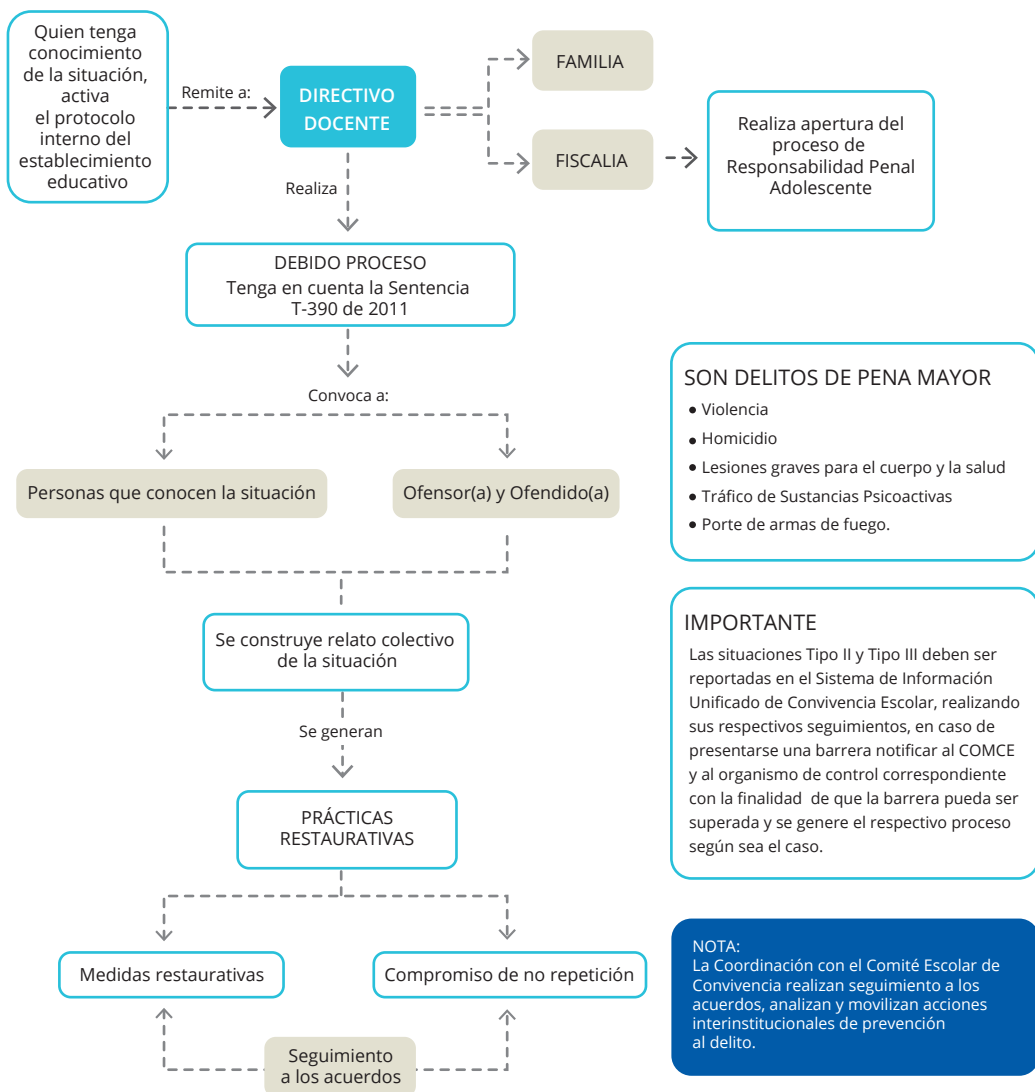 Quien tenga
conocimiento
de la situación,
activa
el protocolo
interno del
establecimiento
educativo
Remite a:
DIRECTIVO
DOCENTE
FAMILIA
FISCALIA
Realiza apertura del
proceso de
Responsabilidad Penal
Adolescente
Realiza
DEBIDO PROCESO
Tenga en cuenta la Sentencia
T-390 de 2011
Convoca a:
Personas que conocen la situación
Ofensor(a) y Ofendido(a)
Se construye relato colectivo
de la situación
Se generan
PRÁCTICAS
RESTAURATIVAS
Medidas restaurativas
Compromiso de no repetición
Seguimiento
a los acuerdos
SON DELITOS DE PENA MAYOR
• Violencia
• Homicidio
• Lesiones graves para el cuerpo y la salud
• Tráfico de Sustancias Psicoactivas
• Porte de armas de fuego.
IMPORTANTE
Las situaciones Tipo II y Tipo III deben ser
reportadas en el Sistema de Información
Unificado de Convivencia Escolar, realizando
sus respectivos seguimientos, en caso de
presentarse una barrera notificar al COMCE
y al organismo de control correspondiente
con la finalidad de que la barrera pueda ser
superada y se genere el respectivo proceso
según sea el caso.
NOTA:
La Coordinación con el Comité Escolar de
Convivencia realizan seguimiento a los
acuerdos, analizan y movilizan acciones
interinstitucionales de prevención
al delito.